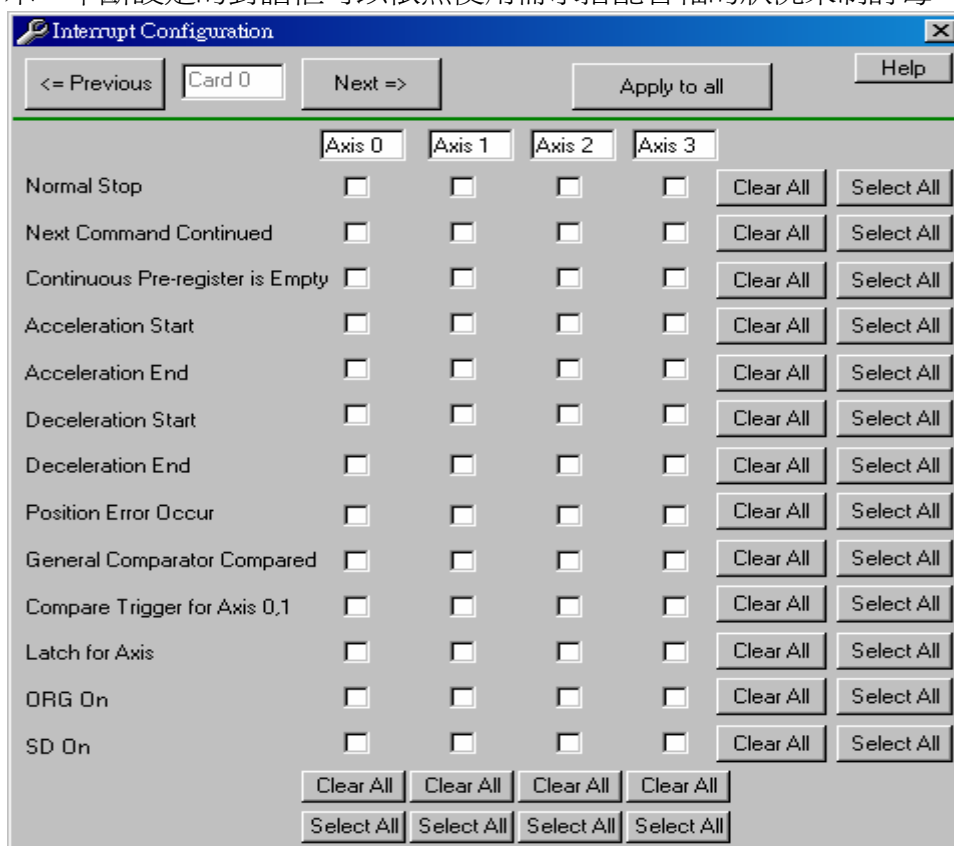 Interrupt Configuration
<= Previous Card 0 Next => Apply to all Help
Axis 0 Axis 1 Axis 2 Axis 3
Normal Stop Clear All Select All
Next Command Continued Clear All Select All
Continuous Pre-register is Empty Clear All Select All
Acceleration Start Clear All Select All
Acceleration End Clear All Select All
Deceleration Start Clear All Select All
Deceleration End Clear All Select All
Position Error Occur Clear All Select All
General Comparator Compared Clear All Select All
Compare Trigger for Axis 0,1 Clear All Select All
Latch for Axis Clear All Select All
ORG On Clear All Select All
SD On Clear All Select All
Clear All Clear All Clear All Clear All
Select All Select All Select All Select All